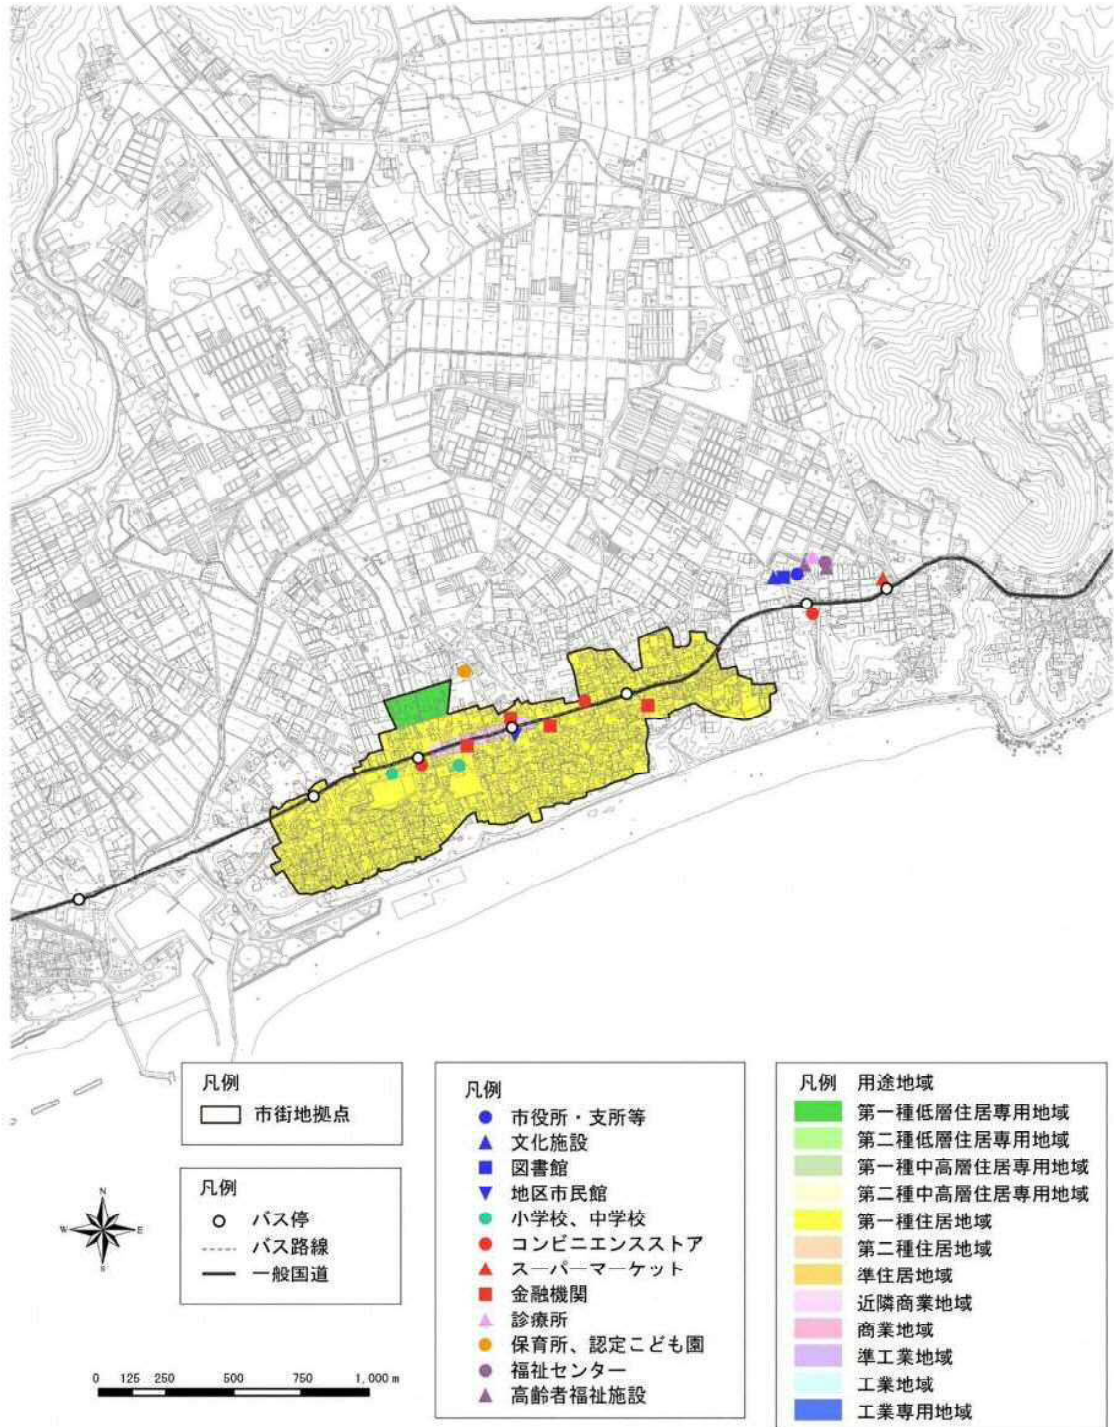 凡例
市街地拠点
凡例
バス停
バス路線
一般国道
N
W
E
S
0 125 250 500 750 1,000 m
凡例
市役所・支所等
文化施設
図書館
地区市民館
小学校、中学校
コンビニエンスストア
スーパーマーケット
金融機関
診療所
保育所、認定こども園
福祉センター
高齢者福祉施設
凡例 用途地域
第一種低層住居専用地域
第二種低層住居専用地域
第一種中高層住居専用地域
第二種中高層住居専用地域
第一種住居地域
第二種住居地域
準住居地域
近隣商業地域
商業地域
準工業地域
工業地域
工業専用地域